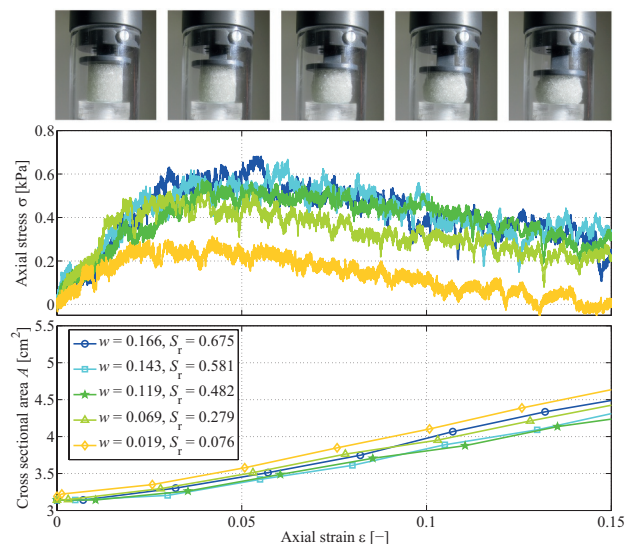 0.8
0.6
0.4
0.2
0
Axial stress σ [kPa]
5.5
5
4.5
4
3.5
3
Cross sectional area A [cm²]
w = 0.166, Sr = 0.675
w = 0.143, Sr = 0.581
w = 0.119, Sr = 0.482
w = 0.069, Sr = 0.279
w = 0.019, Sr = 0.076
0 0.05 0.1 0.15
Axial strain ε [−]